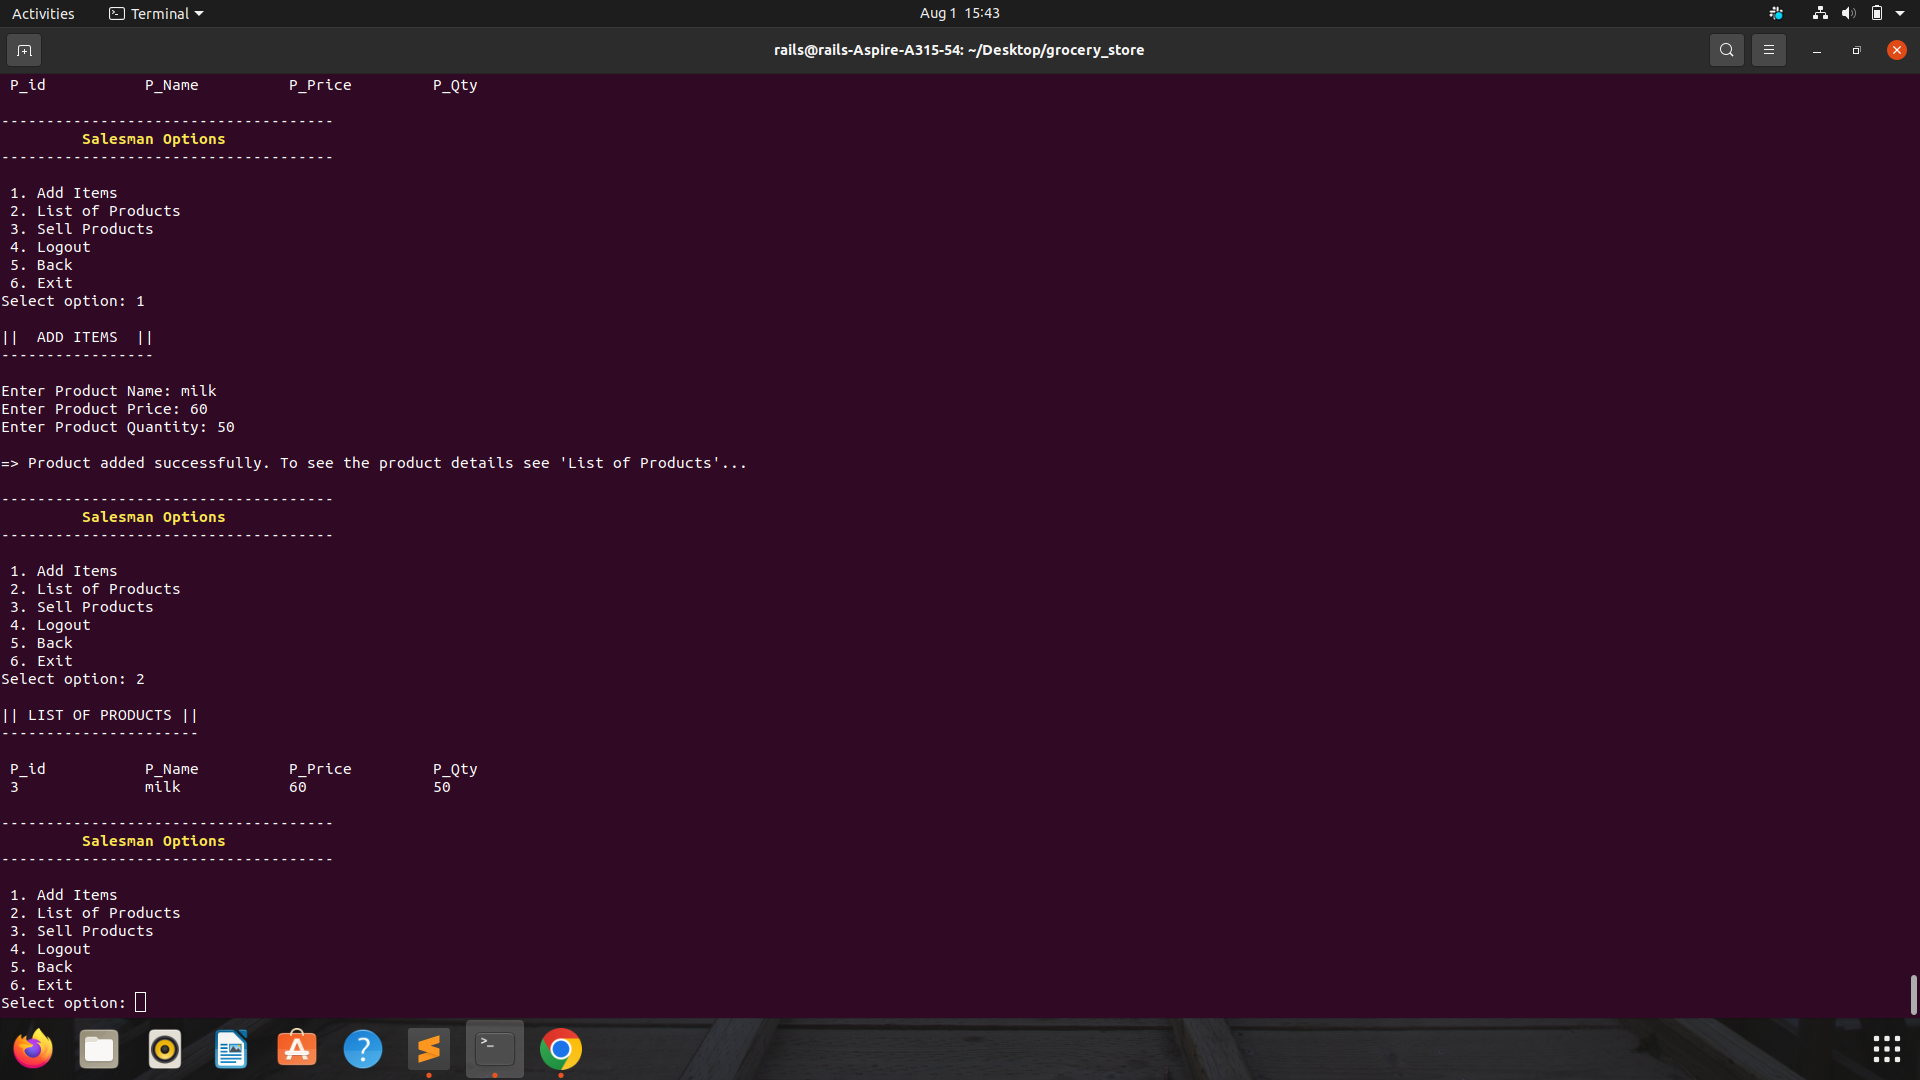 Activities Terminal Aug 1 15:43
rails@rails-Aspire-A315-54: ~/Desktop/grocery_store
P_id P_Name P_Price P_Qty
-------------------------------------
Salesman Options
-------------------------------------
1. Add Items
2. List of Products
3. Sell Products
4. Logout
5. Back
6. Exit
Select option: 1
|| ADD ITEMS ||
-----------------
Enter Product Name: milk
Enter Product Price: 60
Enter Product Quantity: 50
=> Product added successfully. To see the product details see 'List of Products'...
-------------------------------------
Salesman Options
-------------------------------------
1. Add Items
2. List of Products
3. Sell Products
4. Logout
5. Back
6. Exit
Select option: 2
|| LIST OF PRODUCTS ||
----------------------
P_id P_Name P_Price P_Qty
3 milk 60 50
-------------------------------------
Salesman Options
-------------------------------------
1. Add Items
2. List of Products
3. Sell Products
4. Logout
5. Back
6. Exit
Select option: